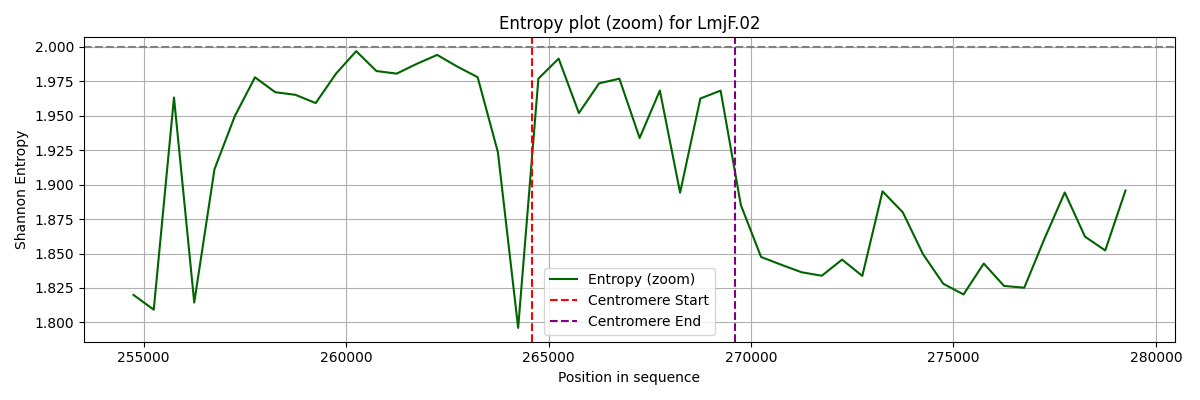 Entropy plot (zoom) for LmjF.02
Shannon Entropy
2.000
1.975
1.950
1.925
1.900
1.875
1.850
1.825
1.800
Entropy (zoom)
Centromere Start
Centromere End
255000 260000 265000 270000 275000 280000
Position in sequence